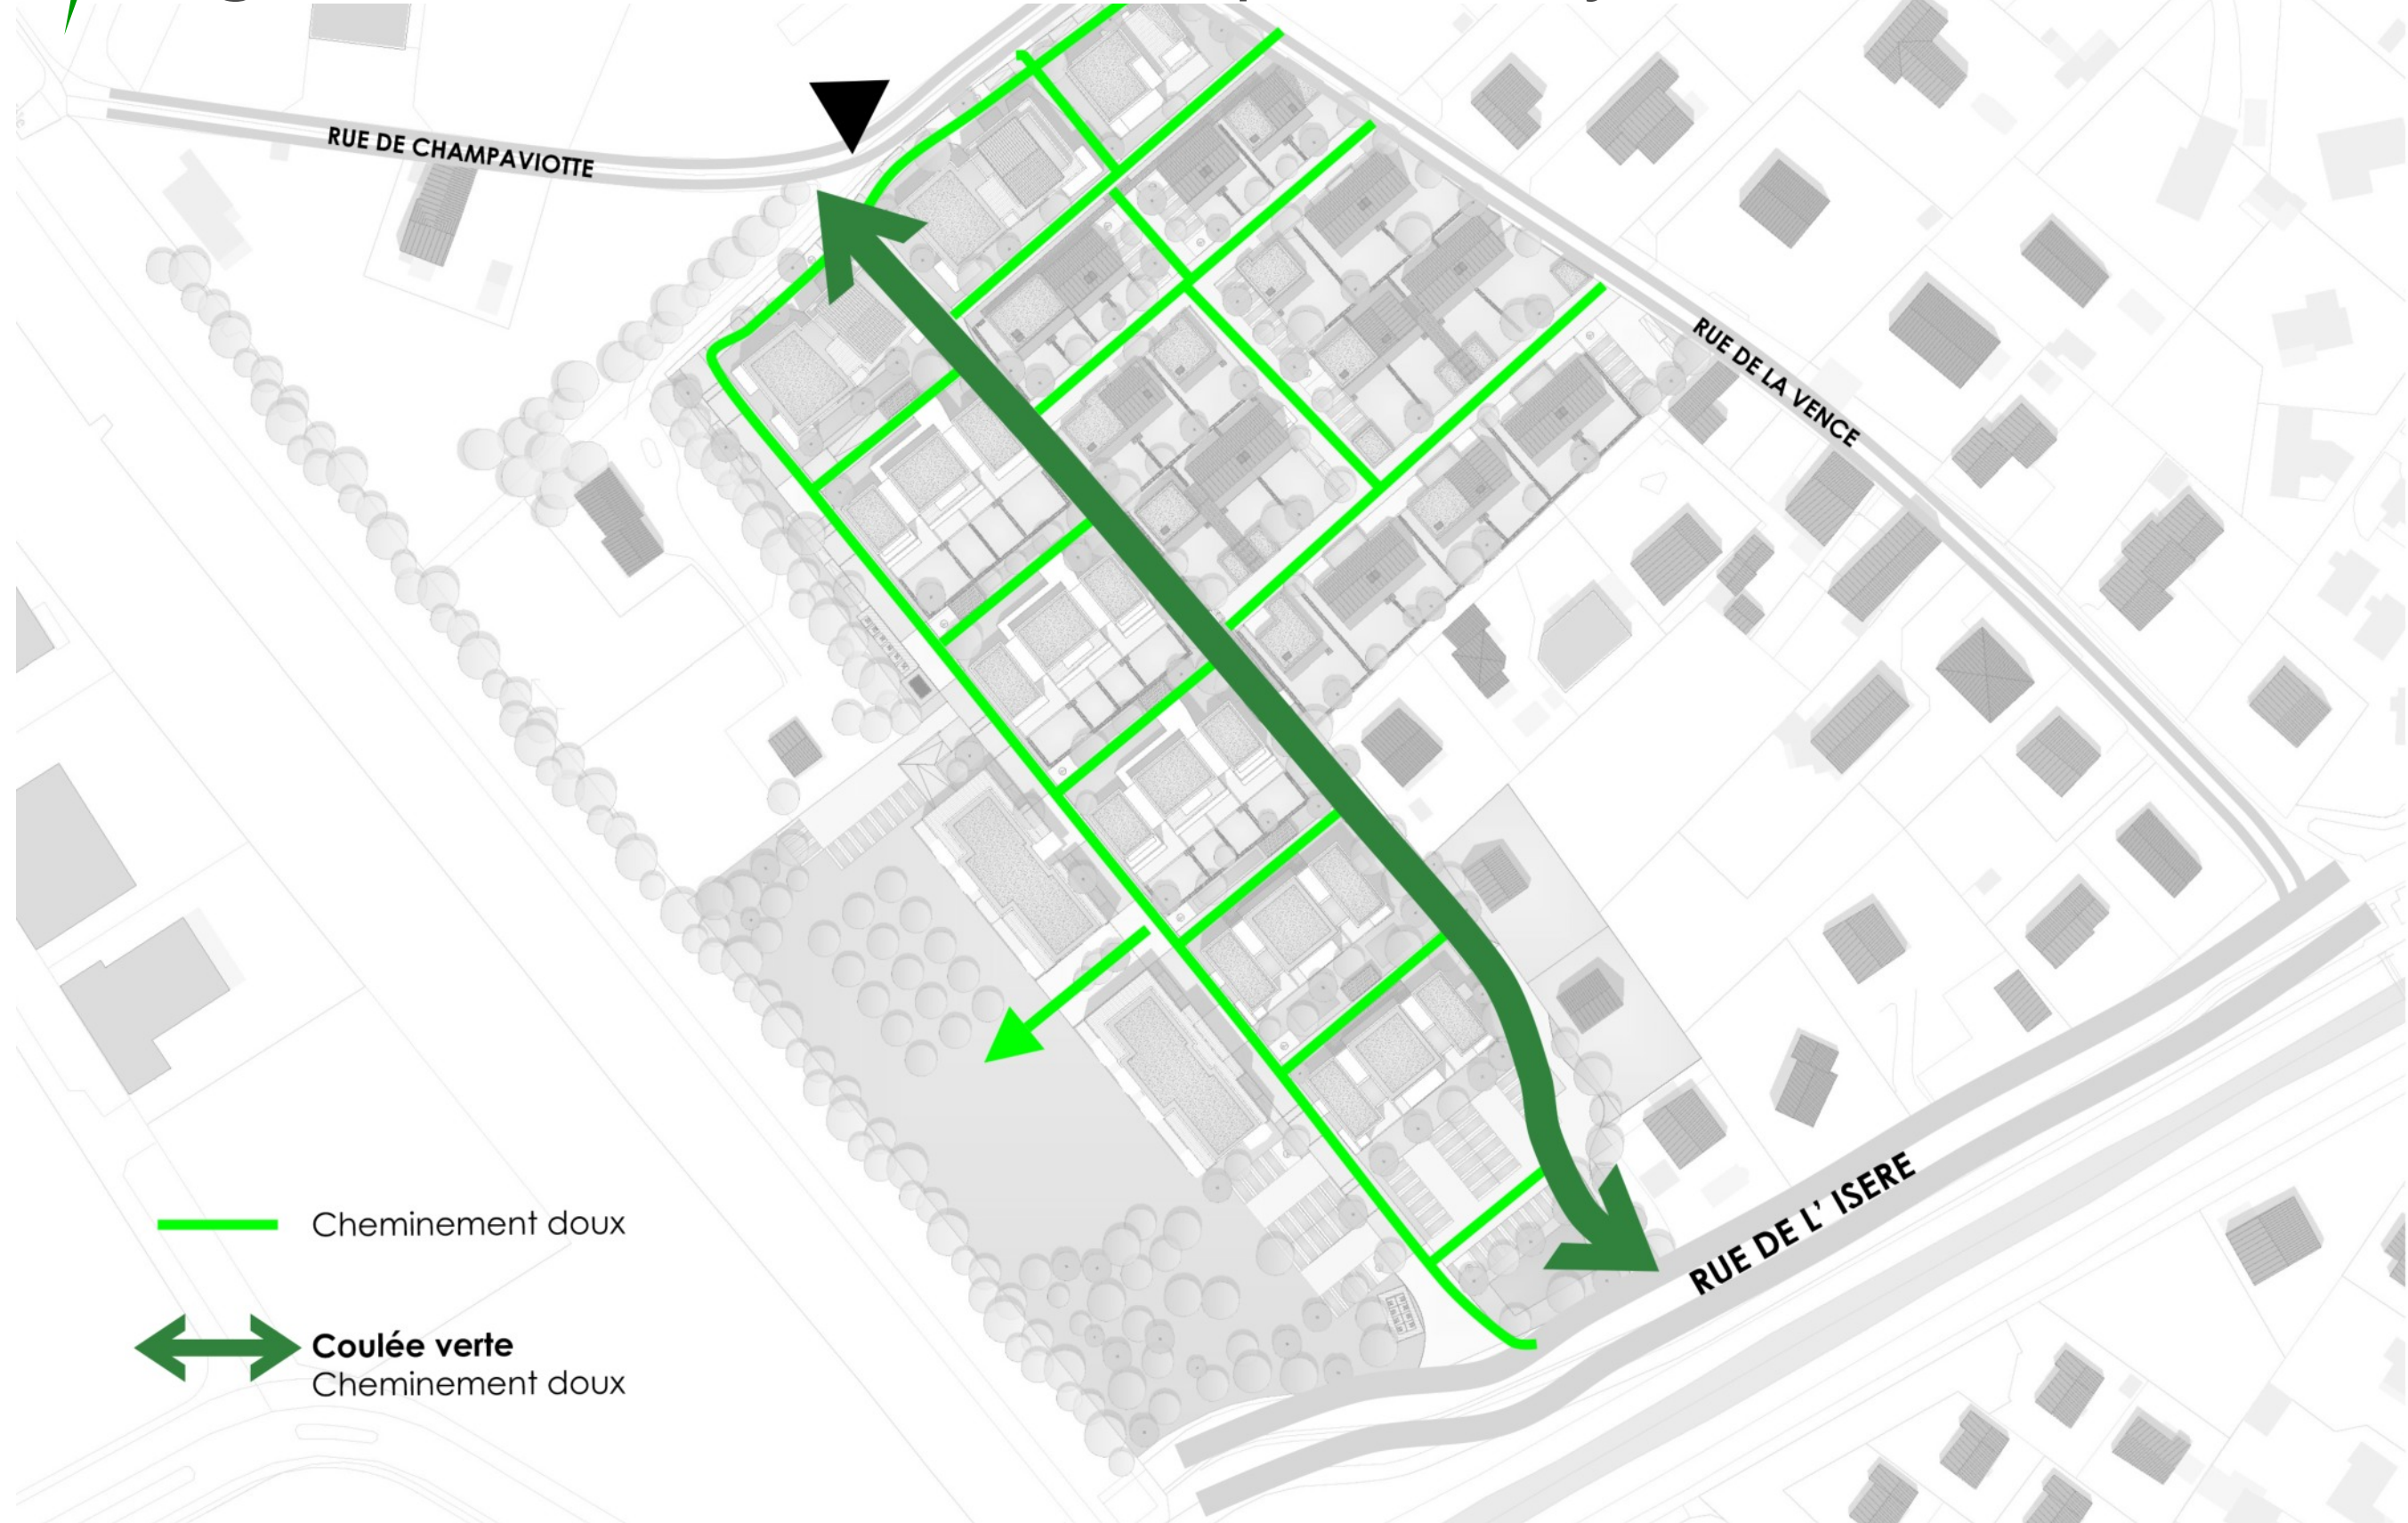 RUE DE CHAMPAVIOTTE
RUE DE LA VENCE
RUE DE L' ISERE
Cheminement doux
Coulée verte
Cheminement doux